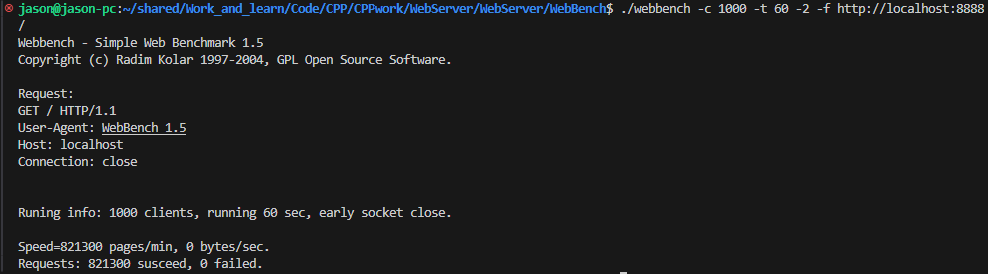 jason@jason-pc:~/shared/Work_and_learn/Code/CPP/CPPwork/WebServer/WebServer/WebBench$ ./webbench -c 1000 -t 60 -2 -f http://localhost:8888
/
Webbench - Simple Web Benchmark 1.5
Copyright (c) Radim Kolar 1997-2004, GPL Open Source Software.

Request:
GET / HTTP/1.1
User-Agent: WebBench 1.5
Host: localhost
Connection: close

Runing info: 1000 clients, running 60 sec, early socket close.

Speed=821300 pages/min, 0 bytes/sec.
Requests: 821300 susceed, 0 failed.